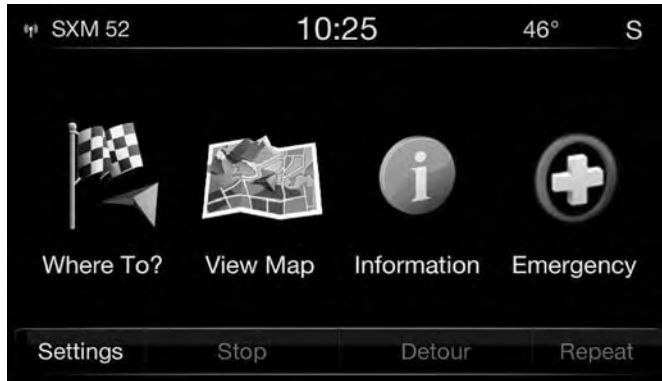 SXM 52 10:25 46° S
Where To? View Map Information Emergency
Settings Stop Detour Repeat